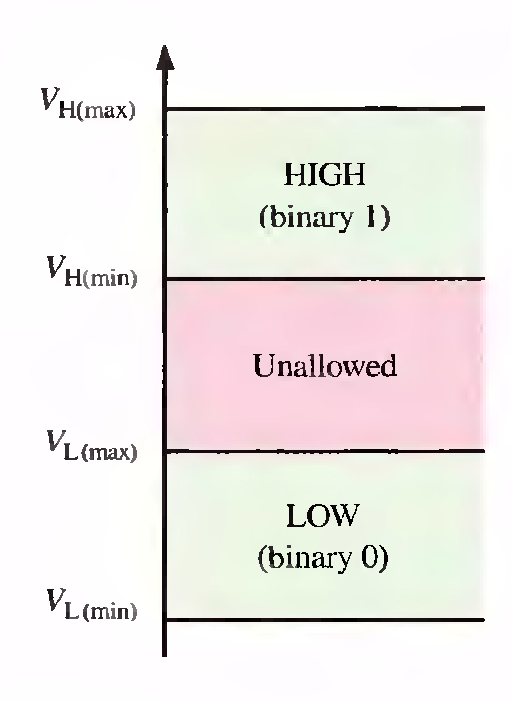 V_H(max)
HIGH
(binary 1)
V_H(min)
Unallowed
V_L(max)
LOW
(binary 0)
V_L(min)